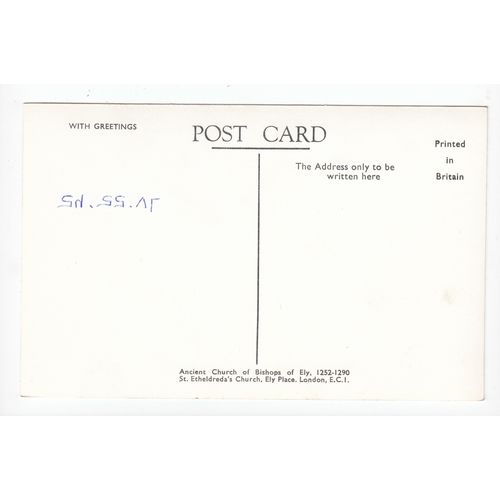 WITH GREETINGS
POST CARD
The Address only to be
written here
Printed
in
Britain
Ancient Church of Bishops of Ely, 1252-1290
St. Etheldreda's Church, Ely Place. London, E.C.1.